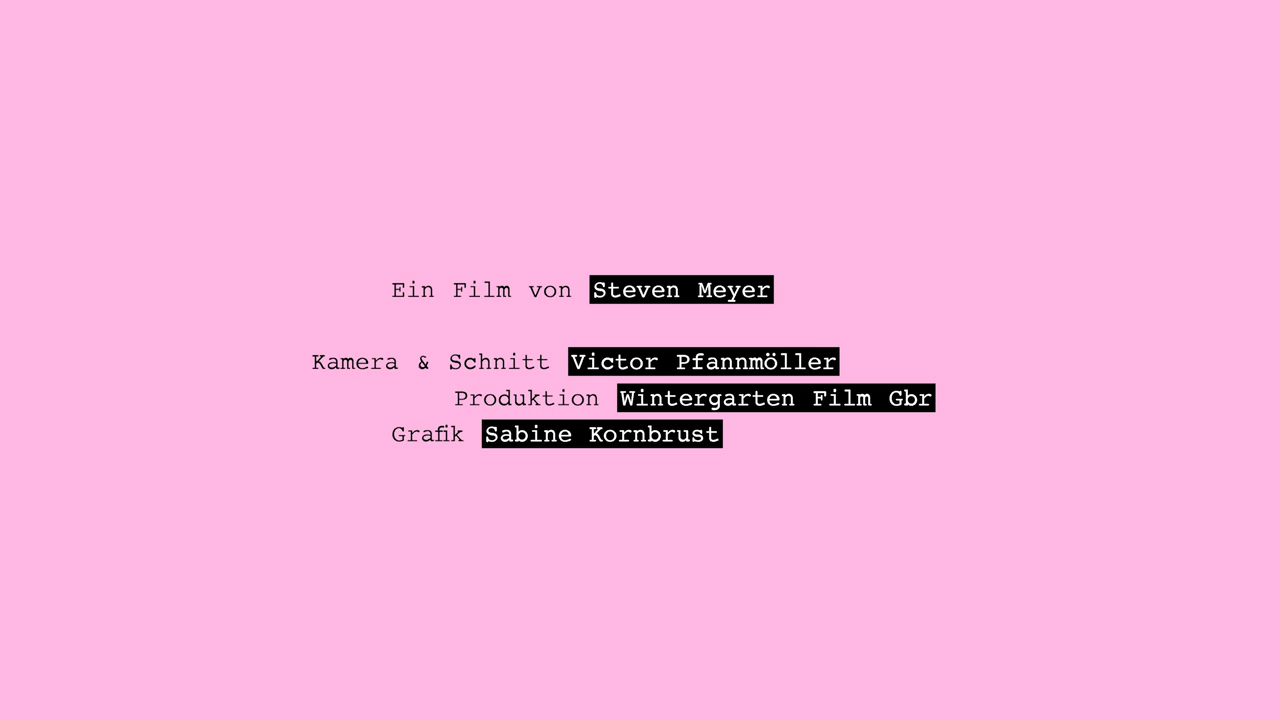 Ein Film von Steven Meyer
Kamera & Schnitt Victor Pfannmöller
Produktion Wintergarten Film Gbr
Grafik Sabine Kornbrust